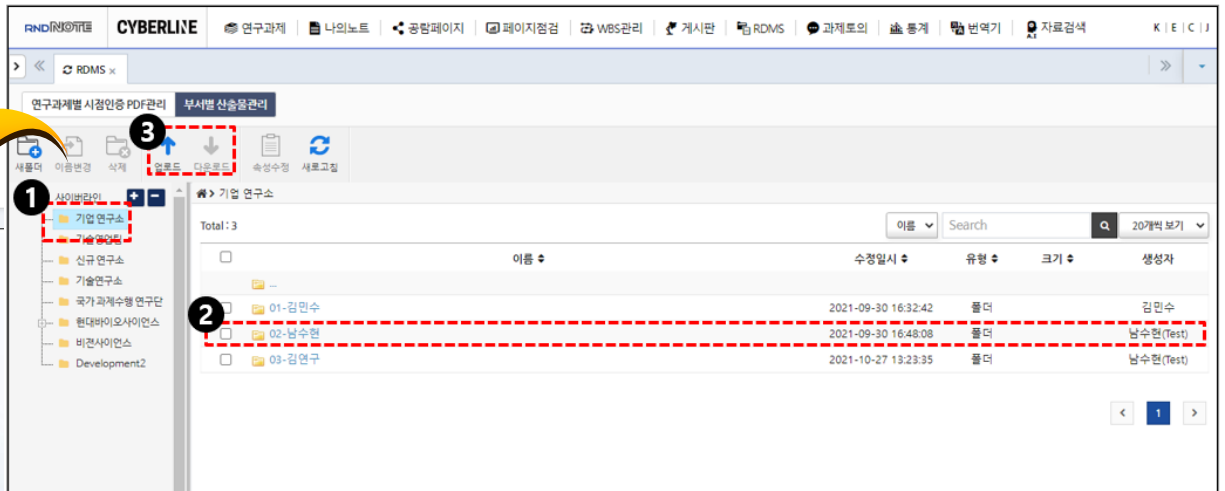 RNDINOTE CYBERLINE 연구과제 나의노트 공람페이지 페이지점검 WBS관리 게시판 RDMS 과제토의 통계 번역기 A.I 자료검색 K | E | C | J
RDMS ×
연구과제별 시점인증 PDF관리 부서별 산출물관리
3
새폴더 이름변경 삭제 업로드 다운로드 속성수정 새로고침
1 사이버라인
기업 연구소
기술영업팀
신규 연구소
기술연구소
국가 과제수행 연구단
현대바이오사이언스
비전사이언스
Development2
> 기업 연구소
Total : 3 이름 Search 20개씩 보기
이름 수정일시 유형 크기 생성자
..
01-김민수 2021-09-30 16:32:42 폴더 김민수
2
02-남수현 2021-09-30 16:48:08 폴더 남수현(Test)
03-김연구 2021-10-27 13:23:35 폴더 남수현(Test)
< 1 >